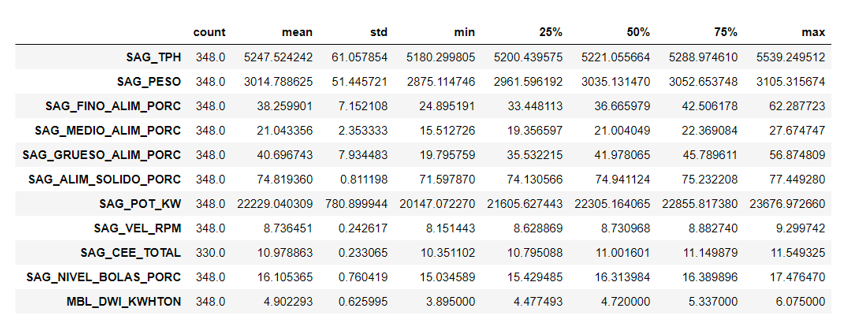 count mean std min 25% 50% 75% max
SAG_TPH 348.0 5247.524242 61.057854 5180.299805 5200.439575 5221.055664 5288.974610 5539.249512
SAG_PESO 348.0 3014.788625 51.445721 2875.114746 2961.596192 3035.131470 3052.653748 3105.315674
SAG_FINO_ALIM_PORC 348.0 38.259901 7.152108 24.895191 33.448113 36.665979 42.506178 62.287723
SAG_MEDIO_ALIM_PORC 348.0 21.043356 2.353333 15.512726 19.356597 21.004049 22.369084 27.674747
SAG_GRUESO_ALIM_PORC 348.0 40.696743 7.934483 19.795759 35.532215 41.978065 45.789611 56.874809
SAG_ALIM_SOLIDO_PORC 348.0 74.819360 0.811198 71.597870 74.130566 74.941124 75.232208 77.449280
SAG_POT_KW 348.0 22229.040309 780.899944 20147.072270 21605.627443 22305.164065 22855.817380 23676.972660
SAG_VEL_RPM 348.0 8.736451 0.242617 8.151443 8.628869 8.730968 8.882740 9.299742
SAG_CEE_TOTAL 330.0 10.978863 0.233065 10.351102 10.795088 11.001601 11.149879 11.549325
SAG_NIVEL_BOLAS_PORC 348.0 16.105365 0.760419 15.034589 15.429485 16.313984 16.389896 17.476470
MBL_DWI_KWHTON 348.0 4.902293 0.625995 3.895000 4.477493 4.720000 5.337000 6.075000